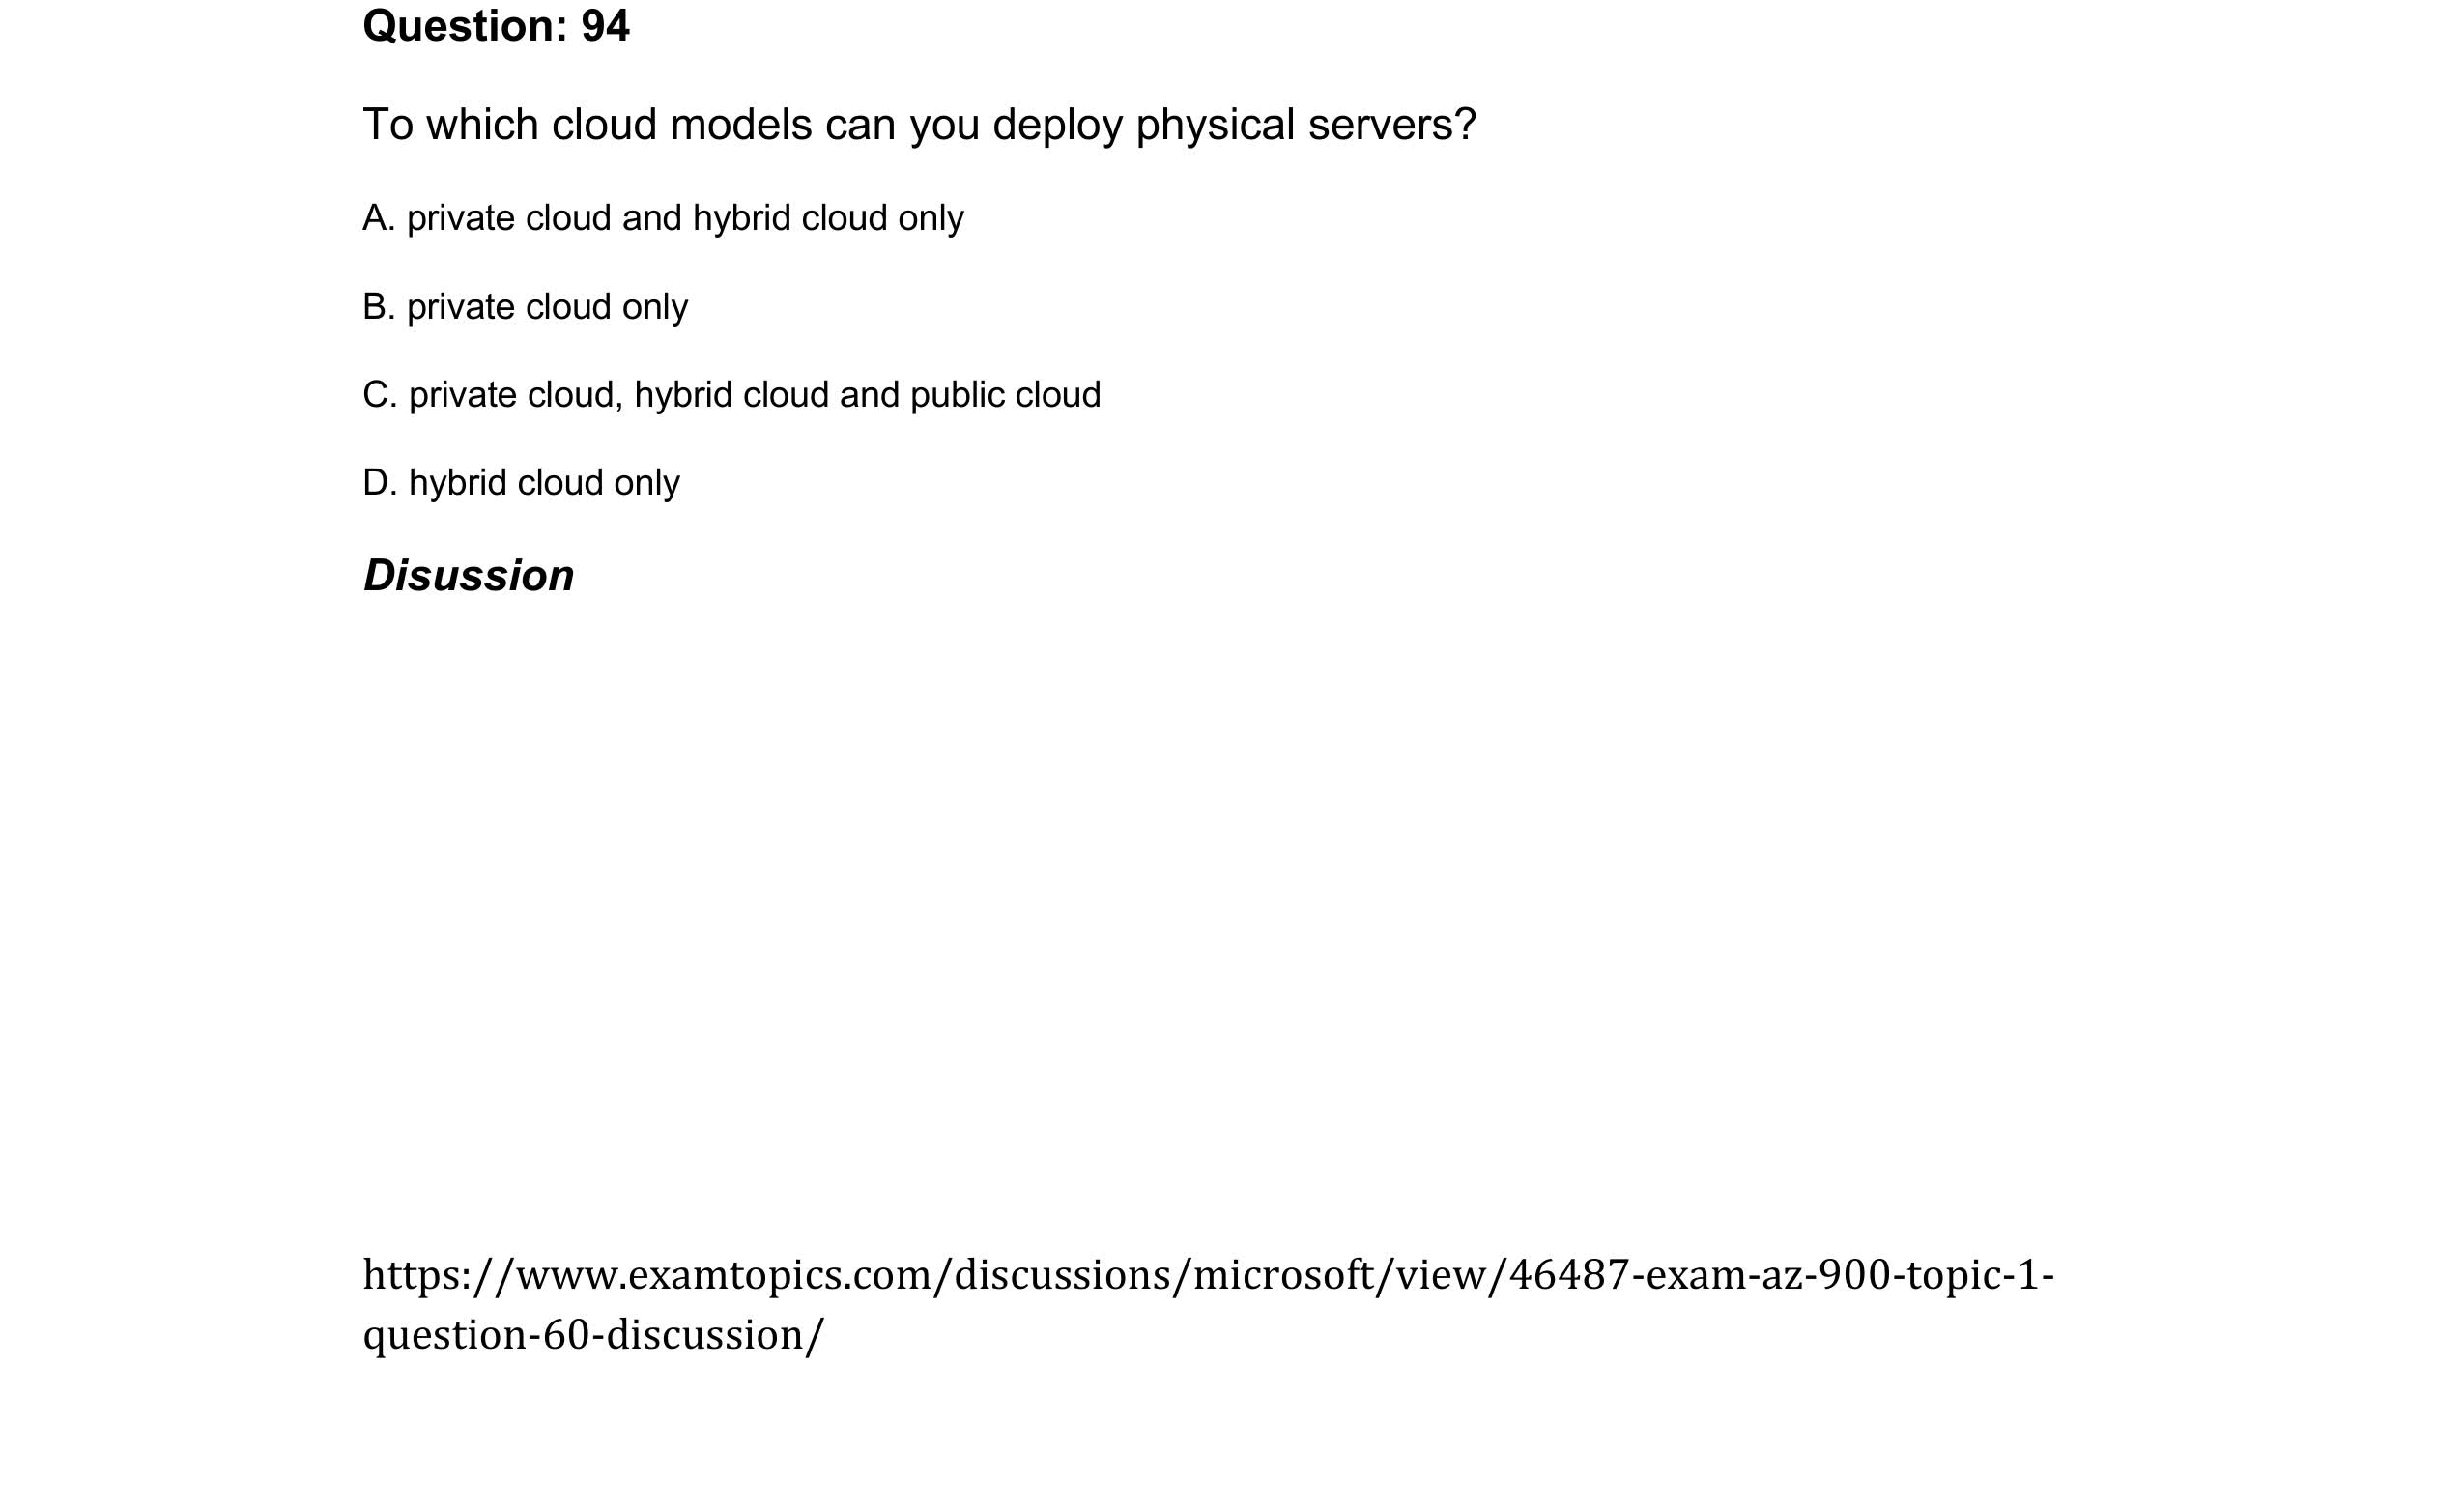 Question: 94
To which cloud models can you deploy physical servers?
A. private cloud and hybrid cloud only
B. private cloud only
C. private cloud, hybrid cloud and public cloud
D. hybrid cloud only
Disussion
https://www.examtopics.com/discussions/microsoft/view/46487-exam-az-900-topic-1-
question-60-discussion/